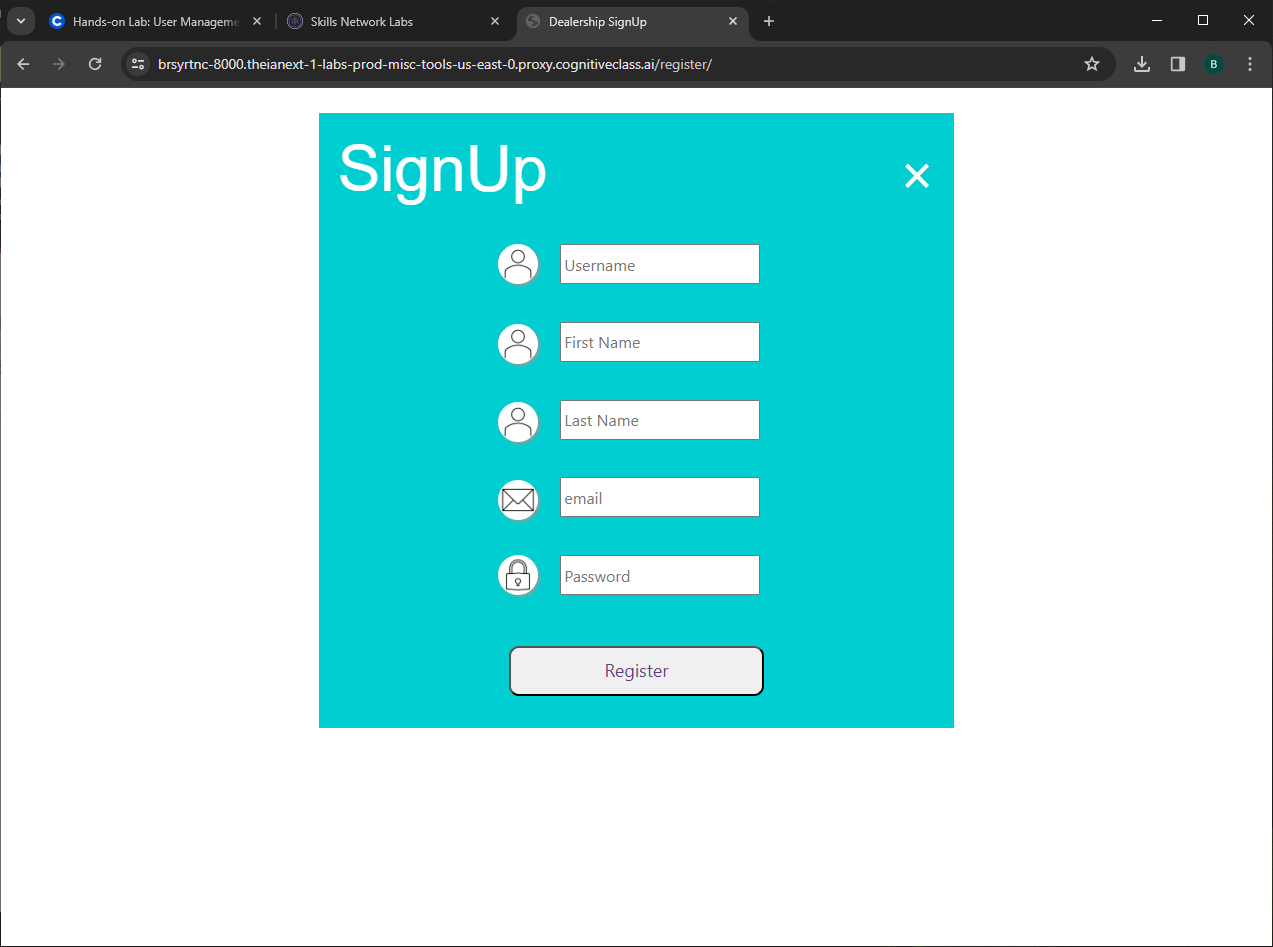 Hands-on Lab: User Manageme
Skills Network Labs
Dealership SignUp
brsyrtnc-8000.theianext-1-labs-prod-misc-tools-us-east-0.proxy.cognitiveclass.ai/register/
B
SignUp
Username
First Name
Last Name
email
Password
Register